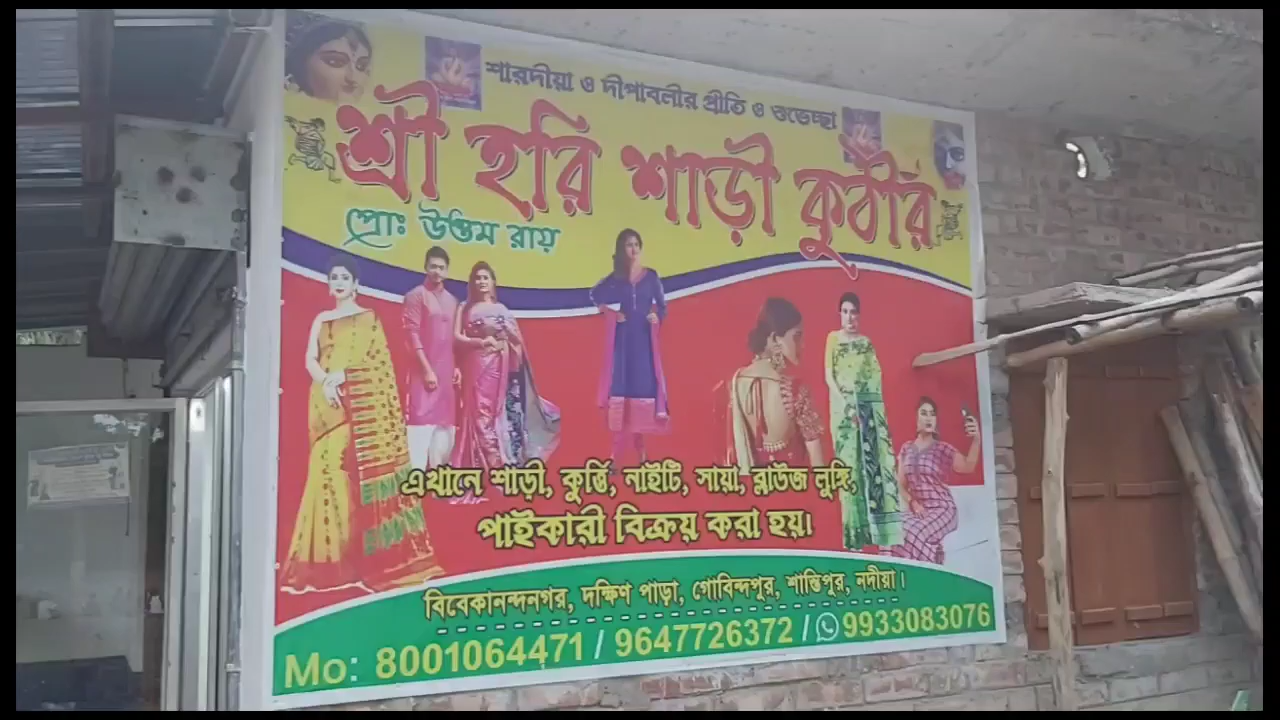 শারদীয়া ও দীপাবলীর প্রীতি ও শুভেচ্ছা
শ্রী হরি শাড়ী কুঠীর
প্রোঃ উত্তম রায়
এখানে শাড়ী, কুর্ত্তি, নাইটি, সায়া, ব্লাউজ লুঙ্গি,
পাইকারী বিক্রয় করা হয়।
বিবেকানন্দনগর, দক্ষিণ পাড়া, গোবিন্দপুর, শান্তিপুর, নদীয়া।
Mo: 8001064471 / 9647726372 / 9933083076